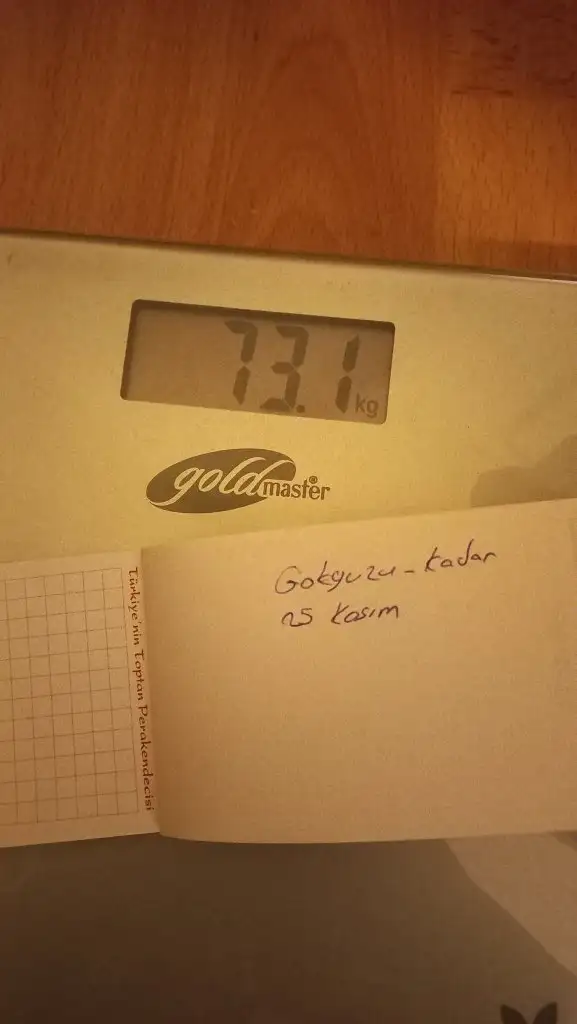 73.1 kg
goldmaster®
Gokyuzu-kadar
25 Kasım
Türkiye'nin Toptan Perakendecisi